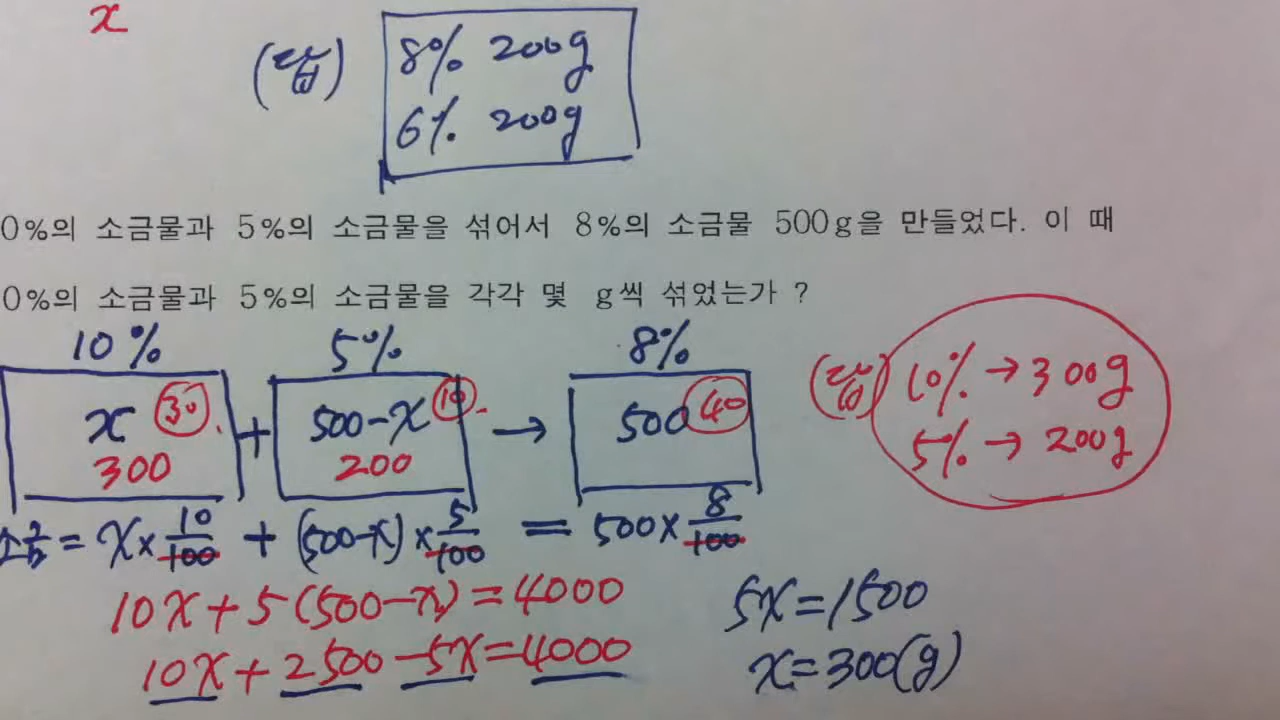 x
(답) 8% 200g
6% 200g
0%의 소금물과 5%의 소금물을 섞어서 8%의 소금물 500g을 만들었다. 이 때
0%의 소금물과 5%의 소금물을 각각 몇 g씩 섞었는가 ?
10% 5% 8%
x 30 + 500-x 10 → 500 40
300 200
(답) 10% → 300g
5% → 200g
소금 = x × 10/100 + (500-x) × 5/100 = 500 × 8/100
10x + 5(500-x) = 4000
10x + 2500 - 5x = 4000
5x = 1500
x = 300(g)